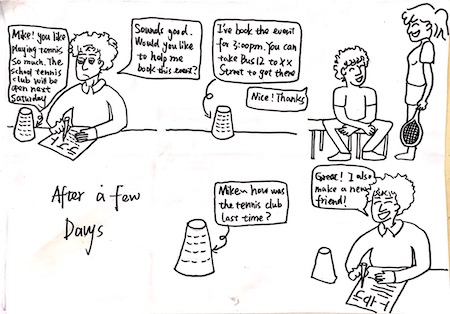 Mike! you like
playing tennis
so much. The
school tennis
club will be
open next
Saturday
Sounds good.
Would you like
to help me
book this event?
I've book the event
for 3:00pm. You can
take Bus 12 to XX
Street to get there
Nice! Thanks
After a few
Days
Mike~ how was
the tennis club
last time?
Great! I also
make a new
friend!